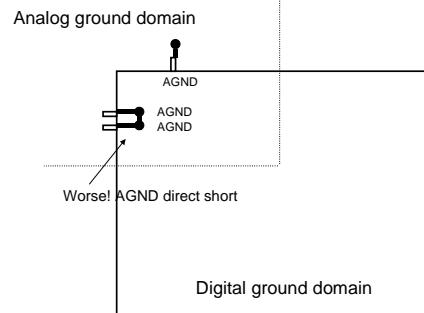 Analog ground domain
AGND
AGND
AGND
Worse! AGND direct short
Digital ground domain